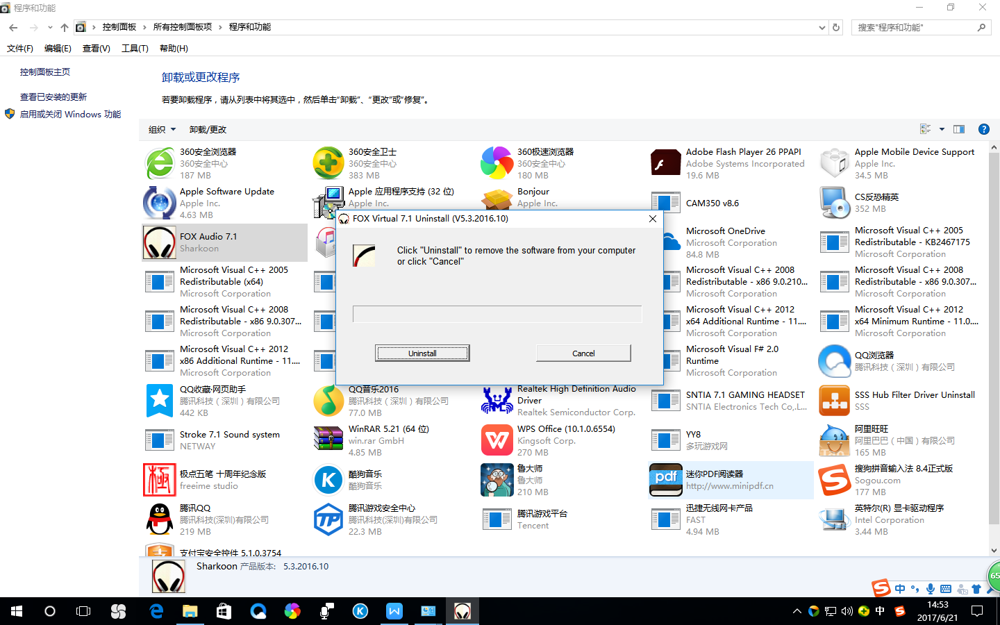 程序和功能
控制面板 › 所有控制面板项 › 程序和功能
搜索"程序和功能"
文件(F) 编辑(E) 查看(V) 工具(T) 帮助(H)
控制面板主页
查看已安装的更新
启用或关闭 Windows 功能
卸载或更改程序
若要卸载程序，请从列表中将其选中，然后单击“卸载”、“更改”或“修复”。
组织 卸载/更改
360安全浏览器
360安全中心
187 MB
360安全卫士
360安全中心
383 MB
360极速浏览器
360安全中心
180 MB
Adobe Flash Player 26 PPAPI
Adobe Systems Incorporated
19.6 MB
Apple Mobile Device Support
Apple Inc.
34.5 MB
Apple Software Update
Apple Inc.
4.63 MB
Apple 应用程序支持 (32 位)
Apple Inc.
Bonjour
Apple Inc.
CAM350 v8.6
CS反恐精英
352 MB
FOX Audio 7.1
Sharkoon
Microsoft OneDrive
Microsoft Corporation
84.8 MB
Microsoft Visual C++ 2005
Redistributable - KB2467175
Microsoft Corporation
Microsoft Visual C++ 2005
Redistributable (x64)
Microsoft Corporation
Microsoft Visual C++ 2008
Redistributable - x86 9.0.210...
Microsoft Corporation
Microsoft Visual C++ 2008
Redistributable - x86 9.0.307...
Microsoft Corporation
Microsoft Visual C++ 2008
Redistributable - x86 9.0.307...
Microsoft Corporation
Microsoft Visual C++ 2012
x64 Additional Runtime - 11....
Microsoft Corporation
Microsoft Visual C++ 2012
x64 Minimum Runtime - 11.0....
Microsoft Corporation
Microsoft Visual C++ 2012
x86 Additional Runtime - 11....
Microsoft Corporation
Microsoft Visual F# 2.0
Runtime
Microsoft Corporation
QQ浏览器
腾讯科技（深圳）有限公司
FOX Virtual 7.1 Uninstall (V5.3.2016.10)
Click "Uninstall" to remove the software from your computer
or click "Cancel"
Uninstall Cancel
QQ收藏·网页助手
腾讯科技（深圳）有限公司
442 KB
QQ音乐2016
腾讯科技（深圳）有限公司
77.0 MB
Realtek High Definition Audio
Driver
Realtek Semiconductor Corp.
SNTIA 7.1 GAMING HEADSET
SNTIA Electronics Tech Co,.L...
SSS Hub Filter Driver Uninstall
SSS
Stroke 7.1 Sound system
NETWAY
WinRAR 5.21 (64 位)
win.rar GmbH
4.85 MB
WPS Office (10.1.0.6554)
Kingsoft Corp.
270 MB
YY8
多玩游戏网
阿里旺旺
阿里巴巴（中国）有限公司
165 MB
极点五笔 十周年纪念版
freeime studio
酷狗音乐
酷狗音乐
鲁大师
鲁大师
210 MB
pdf
迷你PDF阅读器
http://www.minipdf.cn
搜狗拼音输入法 8.4正式版
Sogou.com
177 MB
腾讯QQ
腾讯科技(深圳)有限公司
219 MB
腾讯游戏安全中心
腾讯科技(深圳)有限公司
22.3 MB
腾讯游戏平台
Tencent
迅捷无线网卡产品
FAST
4.94 MB
英特尔(R) 显卡驱动程序
Intel Corporation
3.44 MB
支付宝安全控件 5.1.0.3754
Sharkoon 产品版本: 5.3.2016.10
65
中
中
14:53
2017/6/21